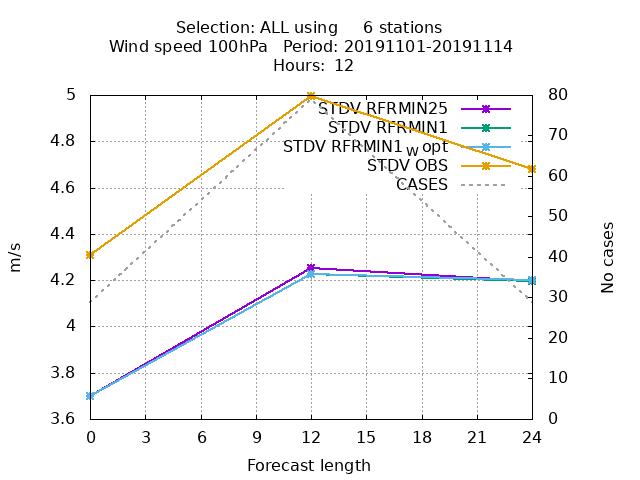 Selection: ALL using 6 stations
Wind speed 100hPa Period: 20191101-20191114
Hours: 12
STDV RFRMIN25
STDV RFRMIN1
STDV RFRMIN1 W opt
STDV OBS
CASES
5
4.8
4.6
4.4
4.2
4
3.8
3.6
m/s
80
70
60
50
40
30
20
10
0
No cases
0 3 6 9 12 15 18 21 24
Forecast length